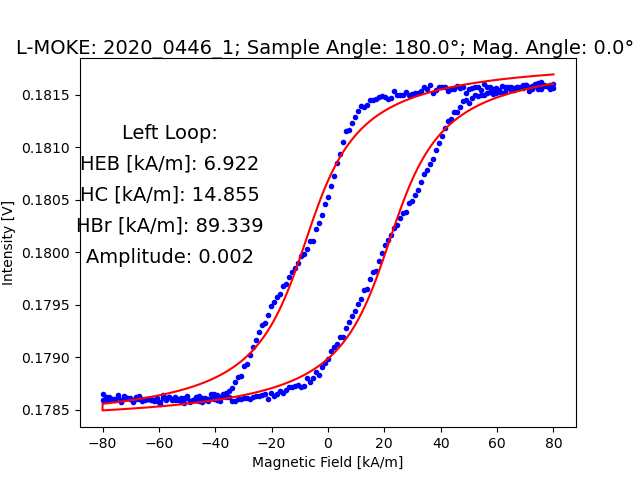 L-MOKE: 2020_0446_1; Sample Angle: 180.0°; Mag. Angle: 0.0°
Intensity [V]
0.1815
0.1810
0.1805
0.1800
0.1795
0.1790
0.1785
Left Loop:
HEB [kA/m]: 6.922
HC [kA/m]: 14.855
HBr [kA/m]: 89.339
Amplitude: 0.002
−80 −60 −40 −20 0 20 40 60 80
Magnetic Field [kA/m]